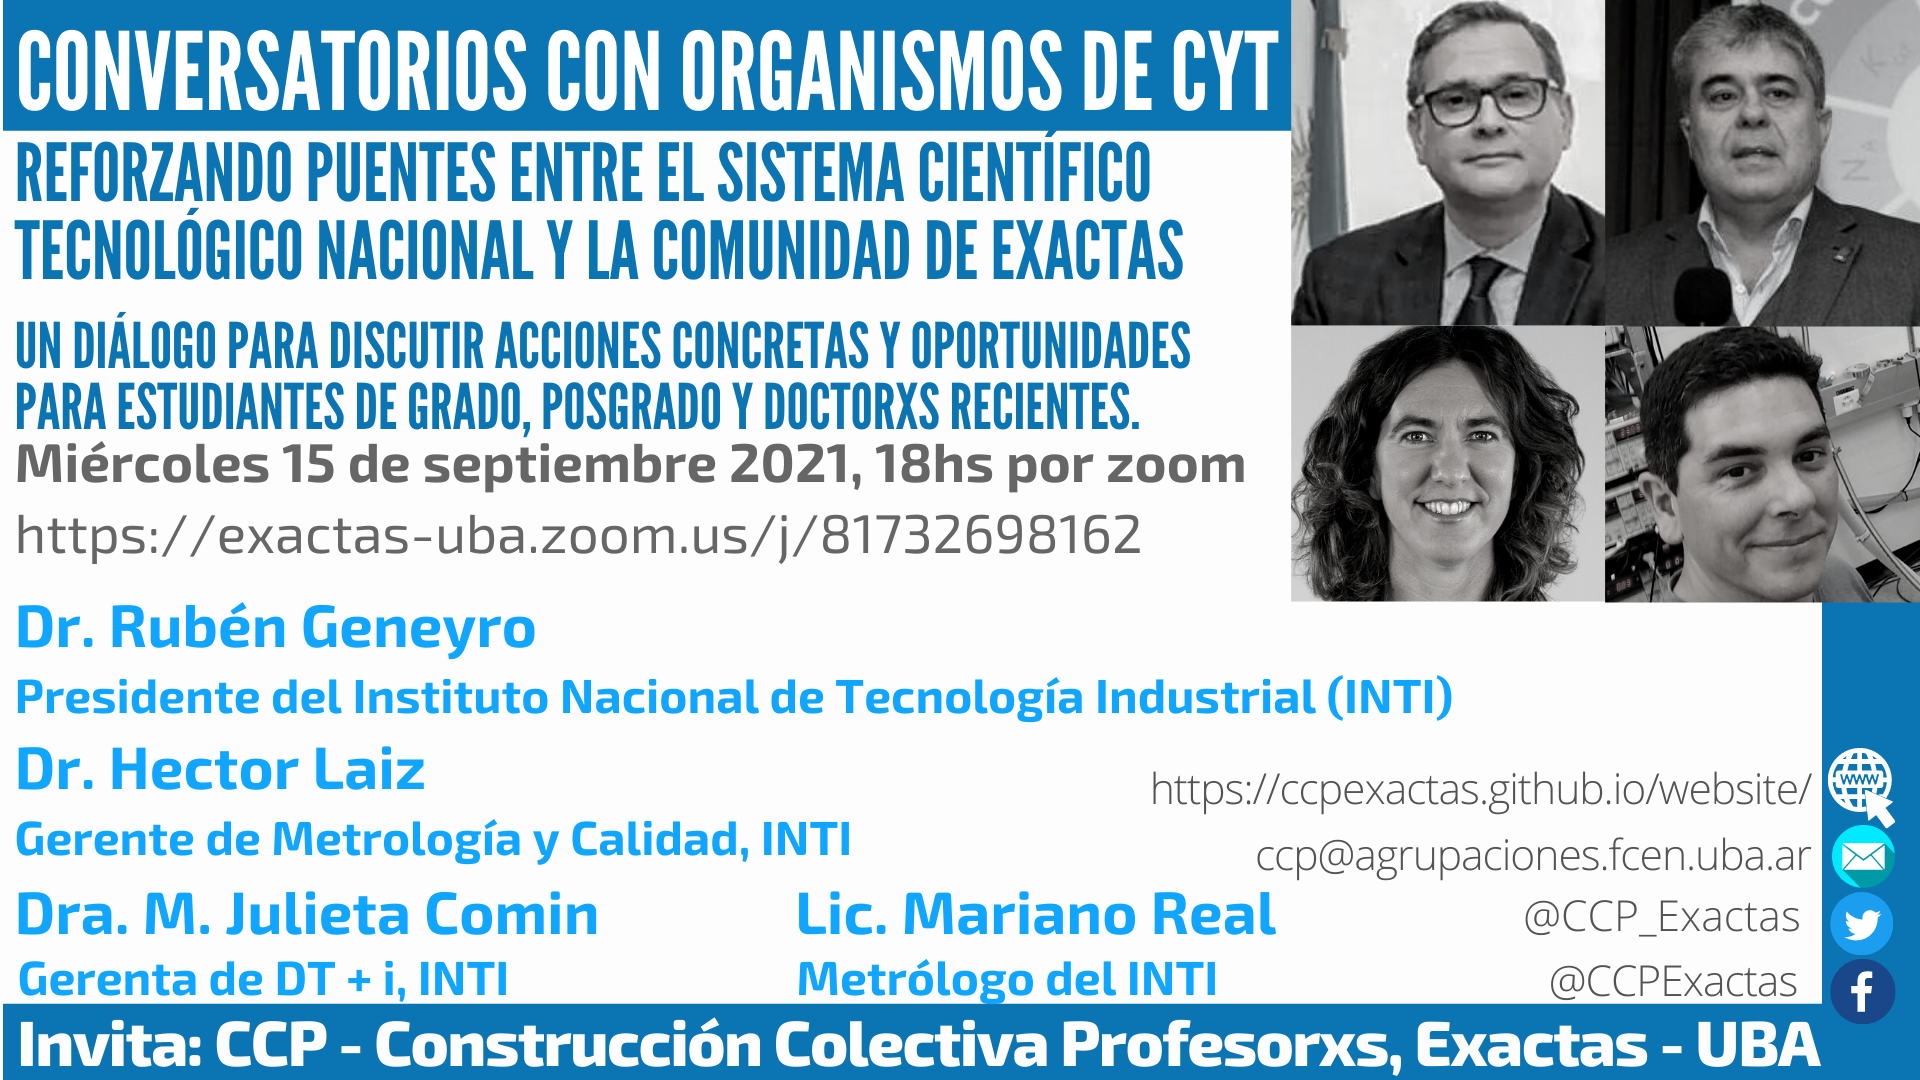 CONVERSATORIOS CON ORGANISMOS DE CYT
REFORZANDO PUENTES ENTRE EL SISTEMA CIENTÍFICO
TECNOLÓGICO NACIONAL Y LA COMUNIDAD DE EXACTAS
UN DIÁLOGO PARA DISCUTIR ACCIONES CONCRETAS Y OPORTUNIDADES
PARA ESTUDIANTES DE GRADO, POSGRADO Y DOCTORXS RECIENTES.
Miércoles 15 de septiembre 2021, 18hs por zoom
https://exactas-uba.zoom.us/j/81732698162
Dr. Rubén Geneyro
Presidente del Instituto Nacional de Tecnología Industrial (INTI)
Dr. Hector Laiz
Gerente de Metrología y Calidad, INTI
Dra. M. Julieta Comin
Gerenta de DT + i, INTI
Lic. Mariano Real
Metrólogo del INTI
https://ccpexactas.github.io/website/
WWW
ccp@agrupaciones.fcen.uba.ar
@CCP_Exactas
@CCPExactas
Invita: CCP - Construcción Colectiva Profesorxs, Exactas - UBA